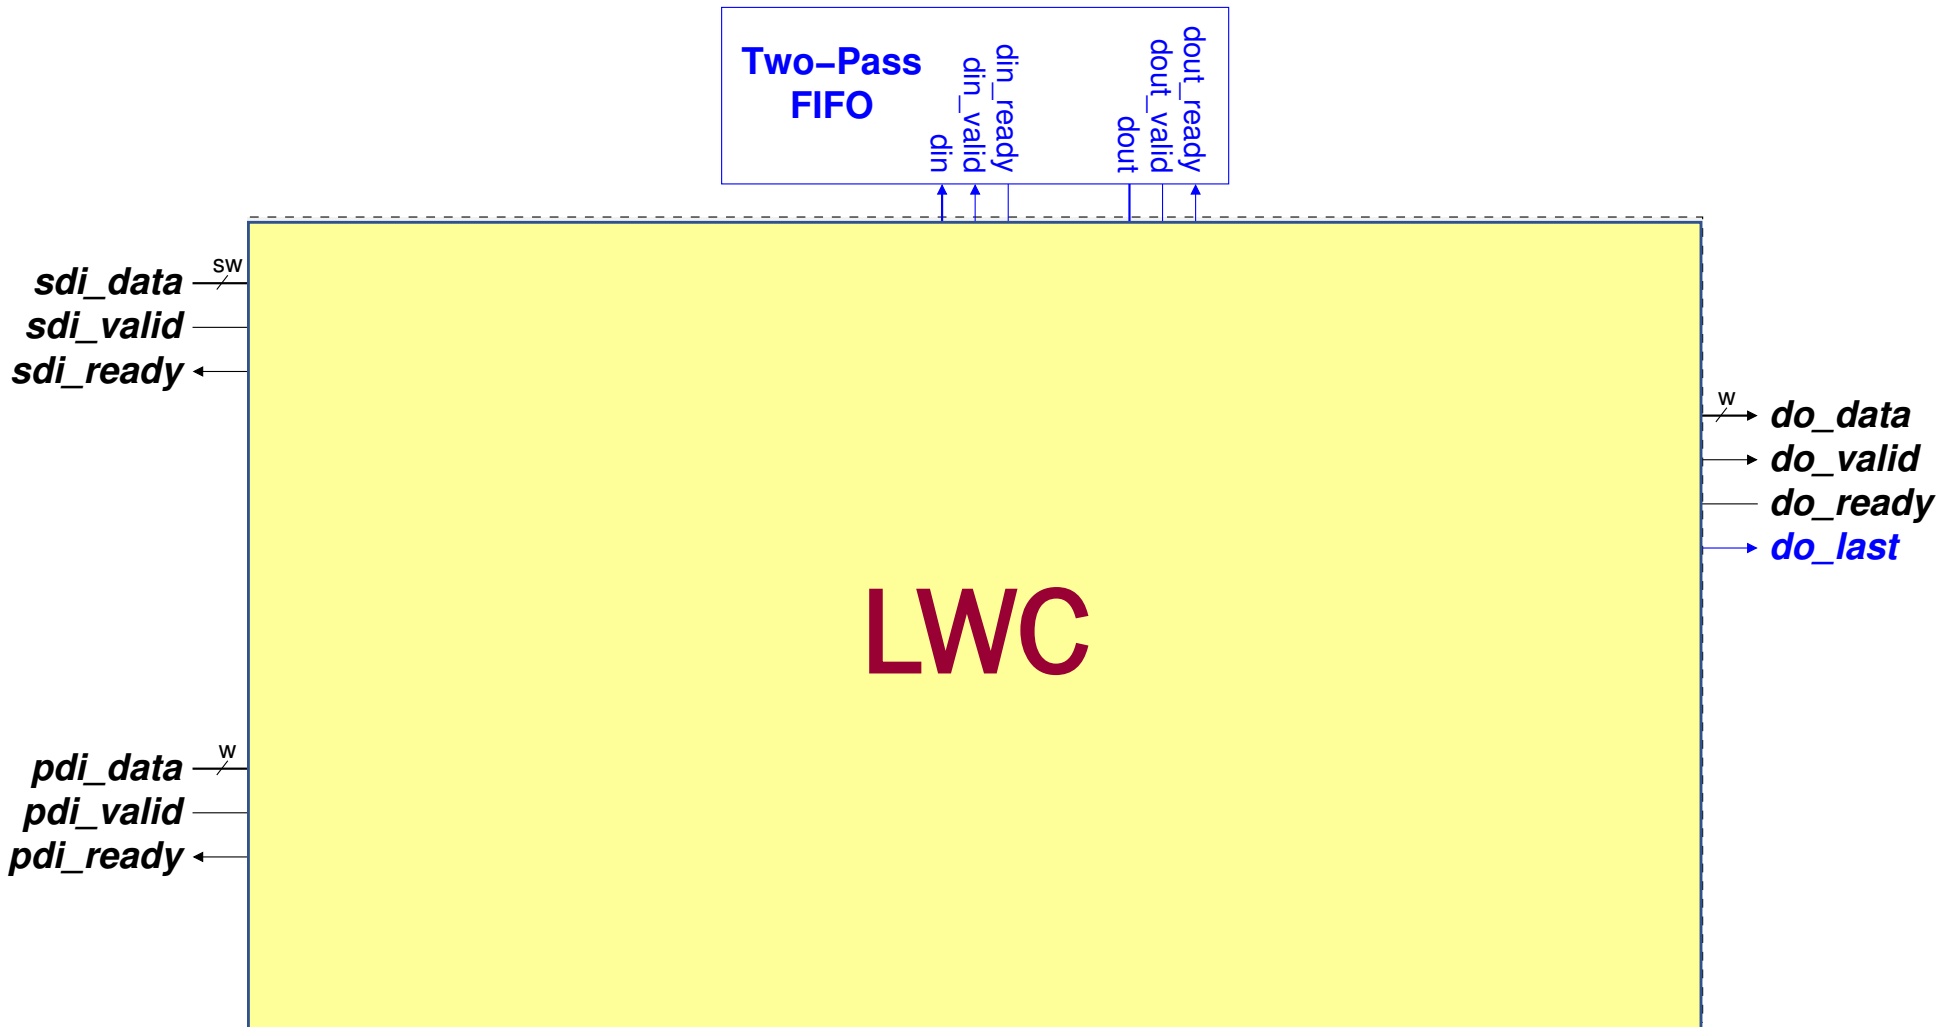 Two−Pass
FIFO
din
din_valid
din_ready
dout
dout_valid
dout_ready
sw
sdi_data
sdi_valid
sdi_ready
w
do_data
do_valid
do_ready
do_last
LWC
w
pdi_data
pdi_valid
pdi_ready